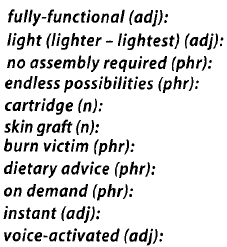 fully-functional (adj):
light (lighter – lightest) (adj):
no assembly required (phr):
endless possibilities (phr):
cartridge (n):
skin graft (n):
burn victim (phr):
dietary advice (phr):
on demand (phr):
instant (adj):
voice-activated (adj):